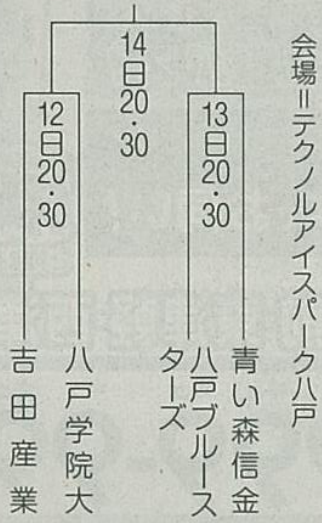 会場＝テクノルアイスパーク八戸
14日20・30
13日20・30
12日20・30
青い森信金
八戸ブルース
ターズ
八戸学院大
吉田産業